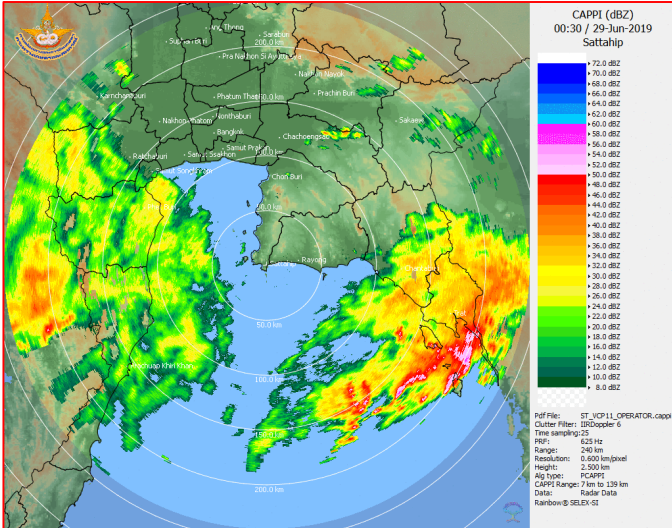 CAPPI (dBZ)
00:30 / 29-Jun-2019
Sattahip
72.0 dBZ
70.0 dBZ
68.0 dBZ
66.0 dBZ
64.0 dBZ
62.0 dBZ
60.0 dBZ
58.0 dBZ
56.0 dBZ
54.0 dBZ
52.0 dBZ
50.0 dBZ
48.0 dBZ
46.0 dBZ
44.0 dBZ
42.0 dBZ
40.0 dBZ
38.0 dBZ
36.0 dBZ
34.0 dBZ
32.0 dBZ
30.0 dBZ
28.0 dBZ
26.0 dBZ
24.0 dBZ
22.0 dBZ
20.0 dBZ
18.0 dBZ
16.0 dBZ
14.0 dBZ
12.0 dBZ
10.0 dBZ
8.0 dBZ
Pdf File: ST_VCP11_OPERATOR.cappi
Clutter Filter: IIRDoppler 6
Time sampling:25
PRF: 625 Hz
Range: 240 km
Resolution: 0.600 km/pixel
Height: 2.500 km
Alg type: PCAPPI
CAPPI Range: 7 km to 139 km
Data: Radar Data
Rainbow® SELEX-SI
Ang Thong
Saraburi
Suphan Buri
200.0 km
Pra Nakhon Si Ayutthaya
Nakhon Nayok
Karnchanaburi
Phatum Thani
Prachin Buri
Nonthaburi
Nakhon Phatom
Sakaeo
Bangkok
Chachoengsao
Samut Prakan
Ratchaburi
Samut Ssakhon
Samut Songkhram
Chon Buri
Rayong
50.0 km
100.0 km
Prachuap Khiri Khan
150.0 km
200.0 km